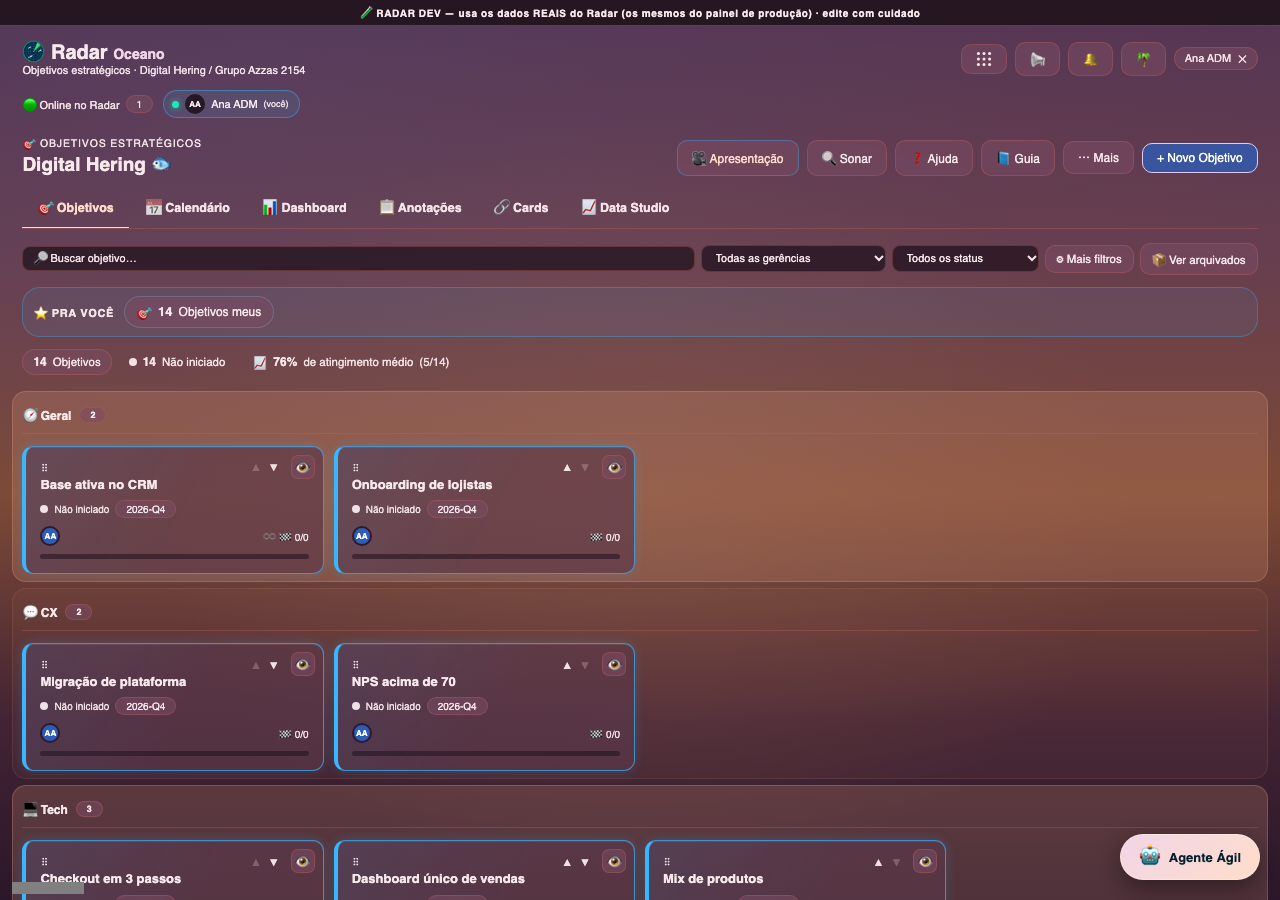 RADAR DEV — usa os dados REAIS do Radar (os mesmos do painel de produção) · edite com cuidado
Radar Oceano
Objetivos estratégicos · Digital Hering / Grupo Azzas 2154
Ana ADM ✕
Online no Radar 1
AA Ana ADM (você)
OBJETIVOS ESTRATÉGICOS
Digital Hering
Apresentação
Sonar
Ajuda
Guia
··· Mais
+ Novo Objetivo
Objetivos
Calendário
Dashboard
Anotações
Cards
Data Studio
Buscar objetivo…
Todas as gerências
Todos os status
Mais filtros
Ver arquivados
PRA VOCÊ
14 Objetivos meus
14 Objetivos
14 Não iniciado
76% de atingimento médio (5/14)
Geral 2
Base ativa no CRM
Não iniciado 2026-Q4
AA 0/0
Onboarding de lojistas
Não iniciado 2026-Q4
AA 0/0
CX 2
Migração de plataforma
Não iniciado 2026-Q4
AA 0/0
NPS acima de 70
Não iniciado 2026-Q4
AA 0/0
Tech 3
Checkout em 3 passos
Dashboard único de vendas
Mix de produtos
Agente Ágil